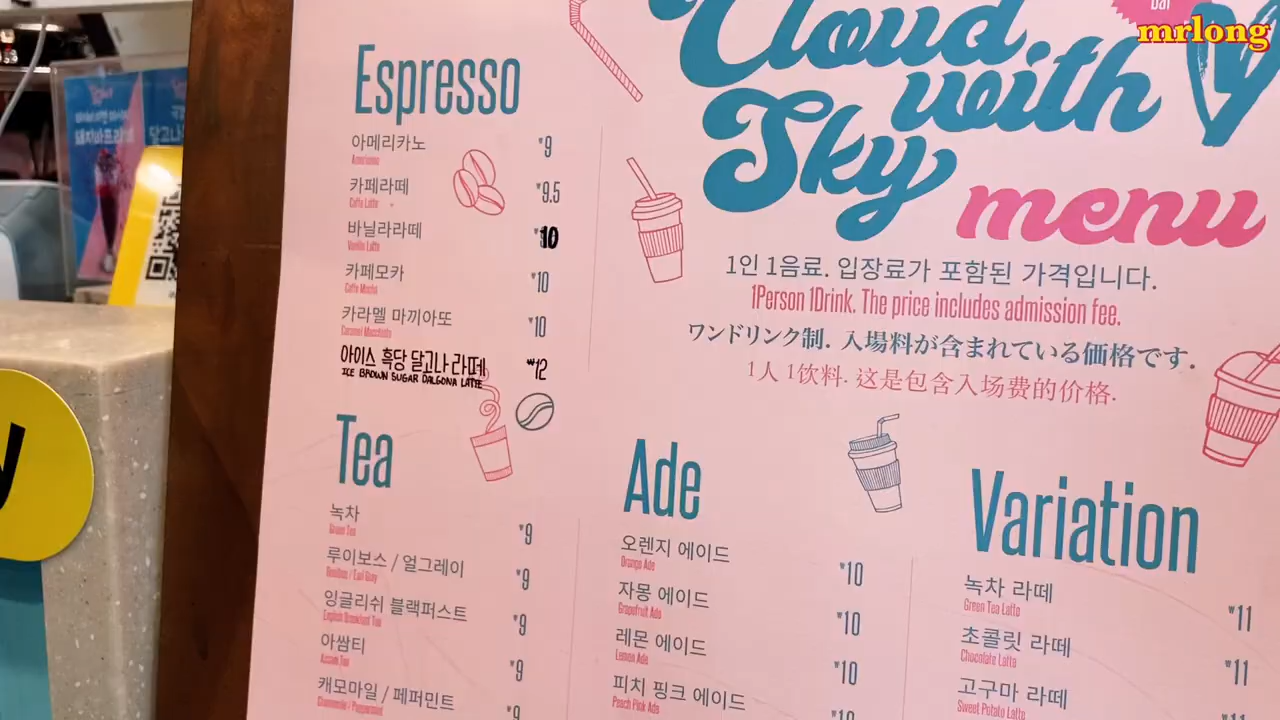 mrlong
Cloud
with
Sky
menu
1인 1음료. 입장료가 포함된 가격입니다.
1Person 1Drink. The price includes admission fee.
ワンドリンク制. 入場料が含まれている価格です.
1人 1饮料. 这是包含入场费的价格.
Espresso
아메리카노 ₩9
Americano
카페라떼 ₩9.5
Caffe Latte
바닐라라떼 ₩10
Vanilla Latte
카페모카 ₩10
Caffe Mocha
카라멜 마끼아또 ₩10
Caramel Macchiato
아이스 흑당 달고나 라떼 ₩12
ICE BROWN SUGAR DALGONA LATTE
Tea
녹차 ₩9
Green Tea
루이보스 / 얼그레이 ₩9
Rooibos / Earl Gray
잉글리쉬 블랙퍼스트 ₩9
English Breakfast Tea
아쌈티 ₩9
Assam Tea
캐모마일 / 페퍼민트 ₩9
Chamomile / Peppermint
Ade
오렌지 에이드 ₩10
Orange Ade
자몽 에이드 ₩10
Grapefruit Ade
레몬 에이드 ₩10
Lemon Ade
피치 핑크 에이드 ₩10
Peach Pink Ade
Variation
녹차 라떼 ₩11
Green Tea Latte
초콜릿 라떼 ₩11
Chocolate Latte
고구마 라떼 ₩11
Sweet Potato Latte